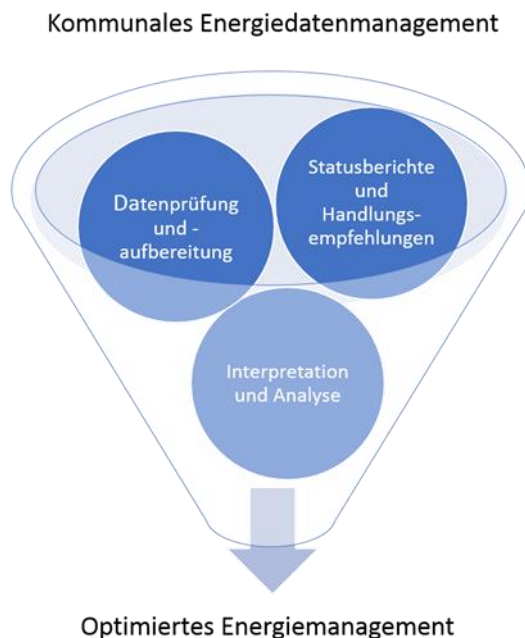 Kommunales Energiedatenmanagement
Datenprüfung
und -
aufbereitung
Statusberichte
und
Handlungs-
empfehlungen
Interpretation
und Analyse
Optimiertes Energiemanagement